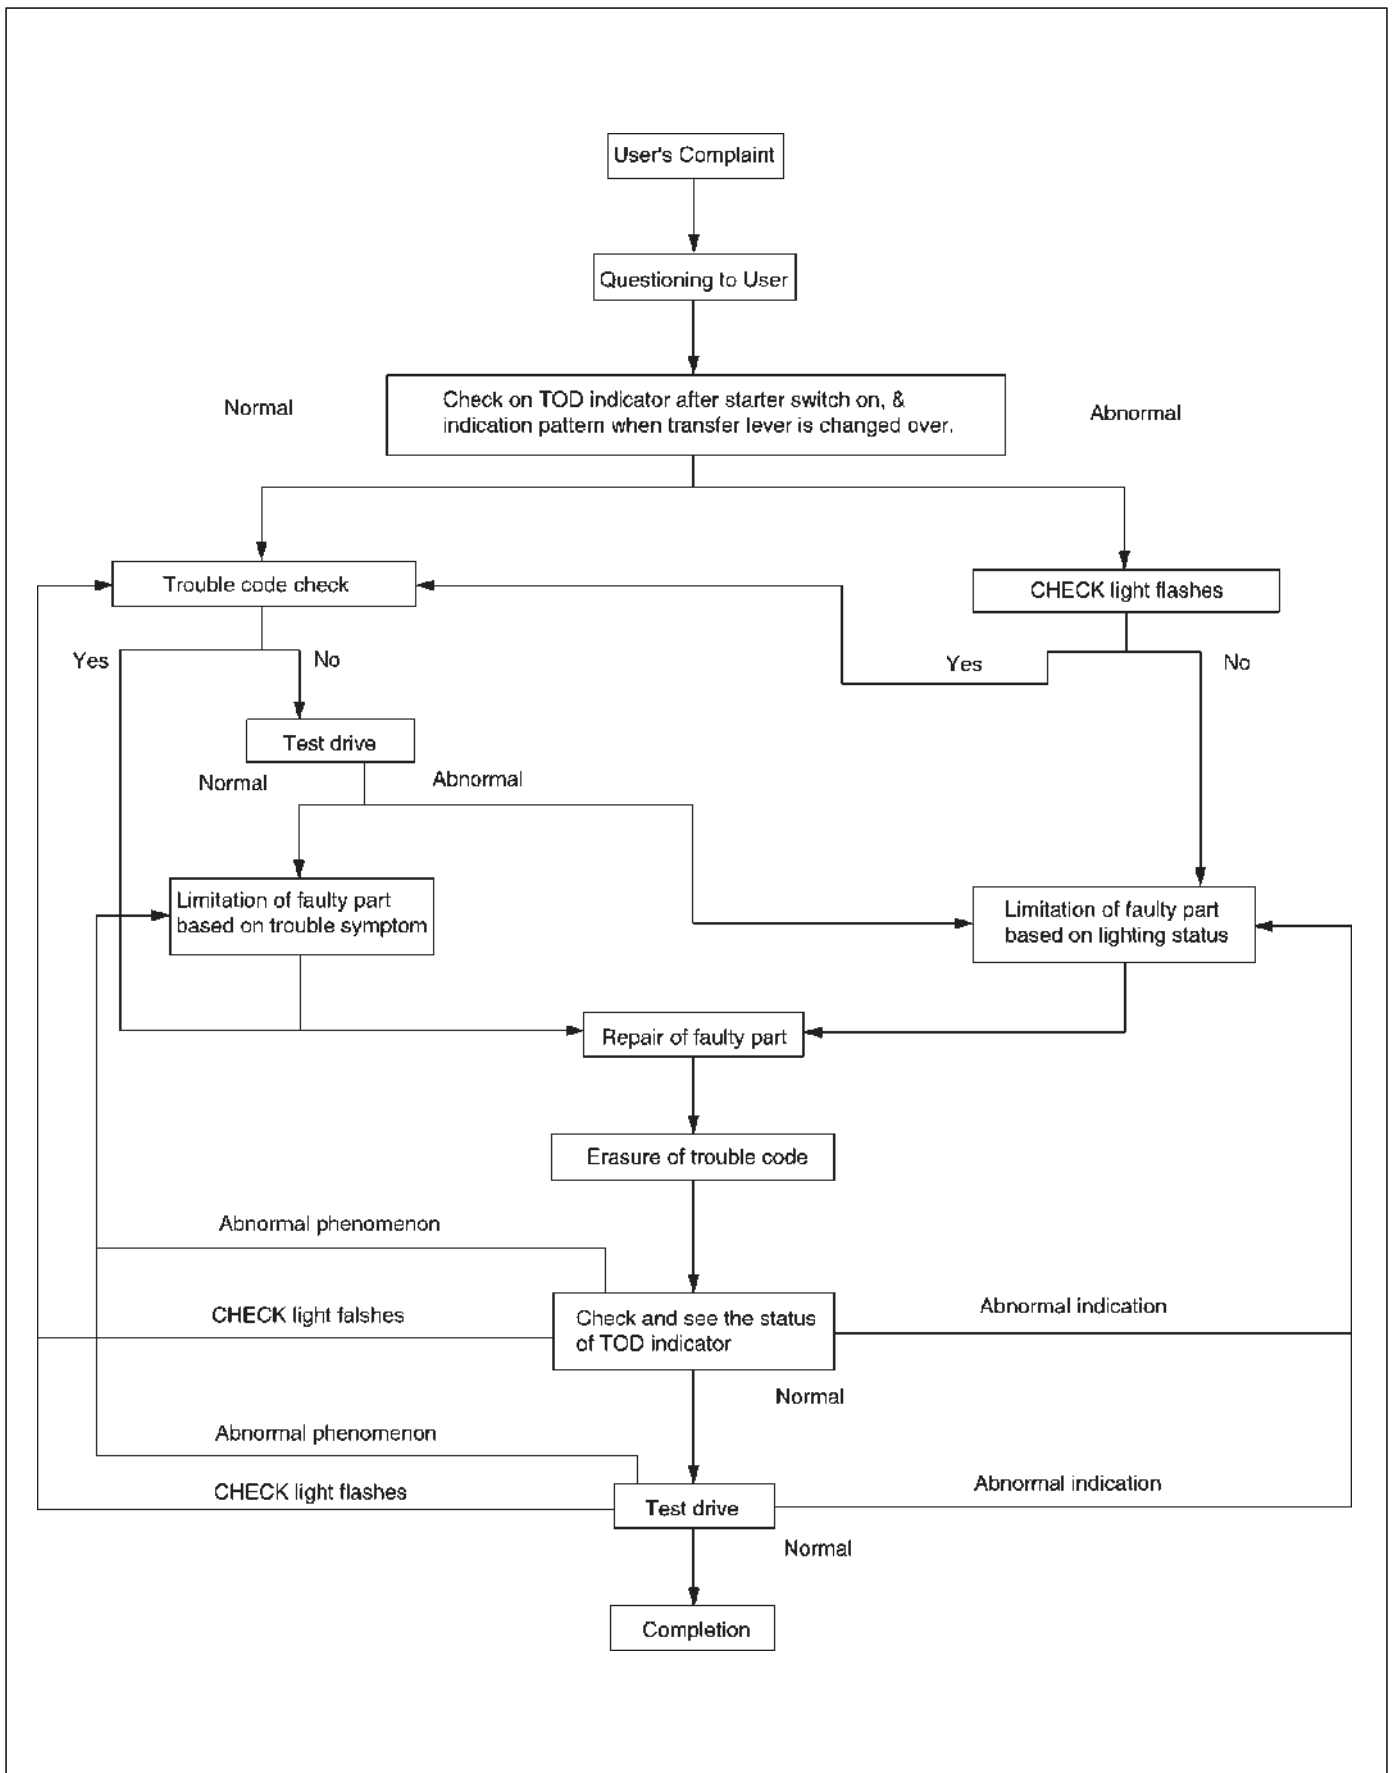 User's Complaint
Questioning to User
Normal
Check on TOD indicator after starter switch on, &
indication pattern when transfer lever is changed over.
Abnormal
Trouble code check
CHECK light flashes
Yes
No
Yes
No
Test drive
Normal
Abnormal
Limitation of faulty part
based on trouble symptom
Limitation of faulty part
based on lighting status
Repair of faulty part
Erasure of trouble code
Abnormal phenomenon
CHECK light falshes
Check and see the status
of TOD indicator
Abnormal indication
Normal
Abnormal phenomenon
CHECK light flashes
Test drive
Abnormal indication
Normal
Completion